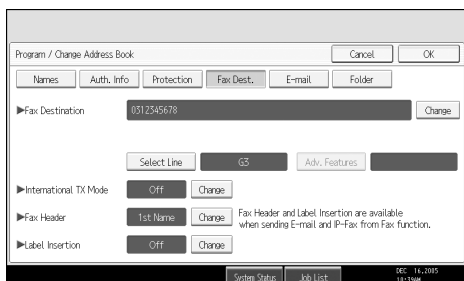 Program / Change Address Book Cancel OK
Names Auth. Info Protection Fax Dest. E-mail Folder
▶Fax Destination 0312345678 Change
Select Line G3 Adv. Features
▶International TX Mode Off Change
▶Fax Header 1st Name Change Fax Header and Label Insertion are available
when sending E-mail and IP-Fax from Fax function.
▶Label Insertion Off Change
System Status Job List DEC 16,2005
10:39AM